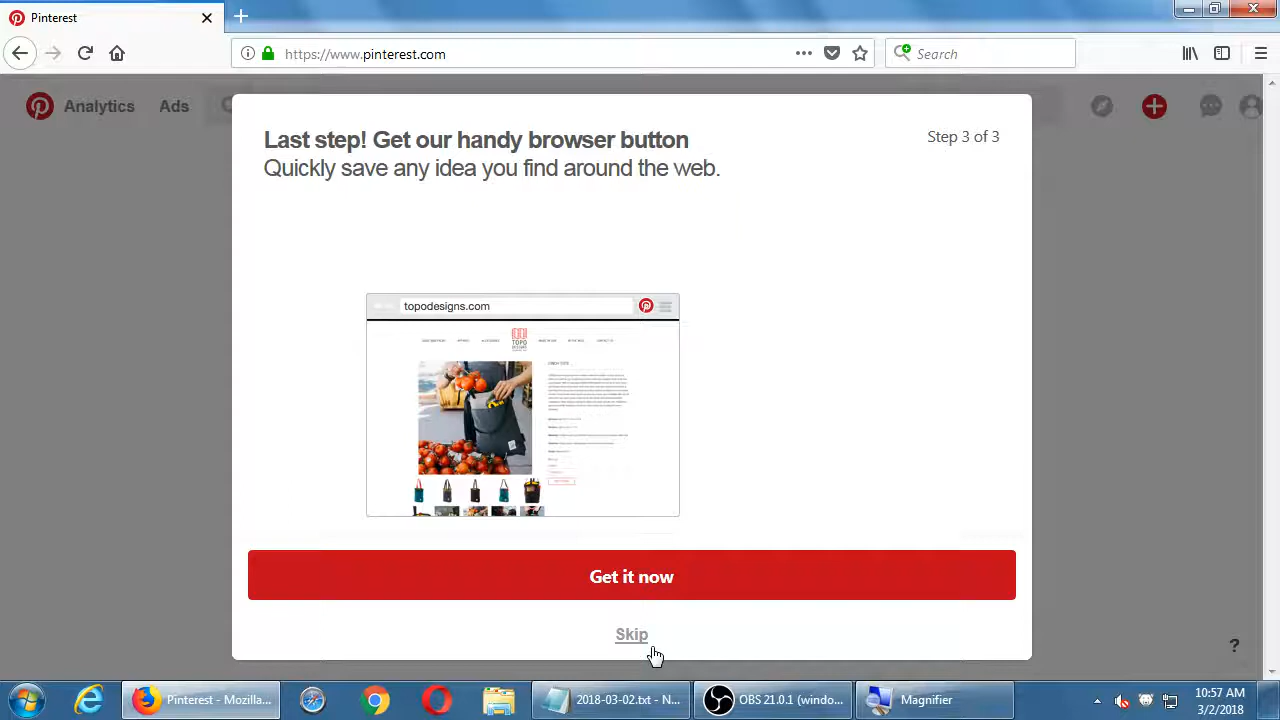 Pinterest
https://www.pinterest.com
Search
Analytics
Ads
Last step! Get our handy browser button
Step 3 of 3
Quickly save any idea you find around the web.
topodesigns.com
TOPO
DESIGNS
Get it now
Skip
?
Pinterest - Mozilla...
2018-03-02.txt - N...
OBS 21.0.1 (windo...
Magnifier
10:57 AM
3/2/2018